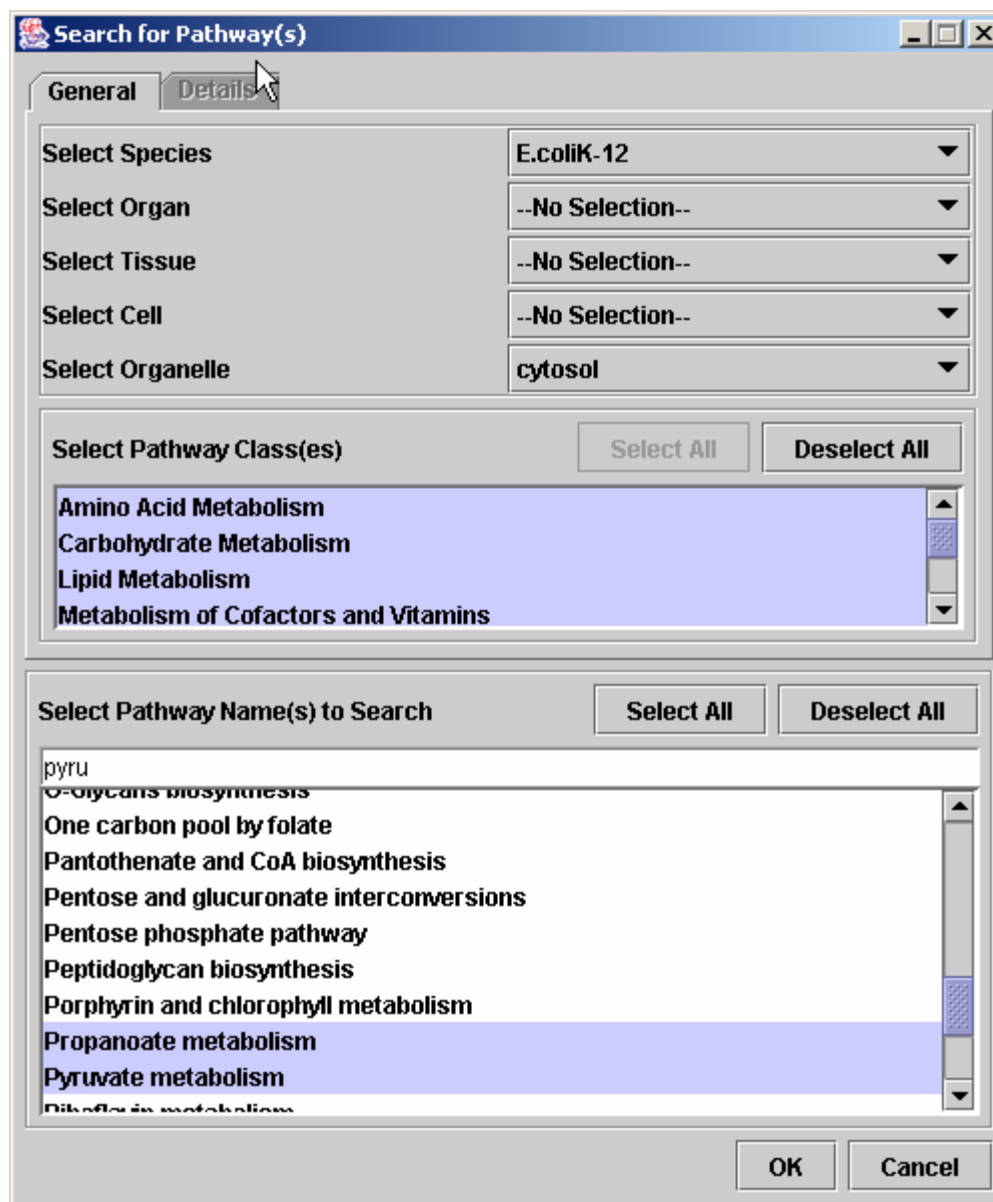 Search for Pathway(s)
General Details
Select Species E.coliK-12
Select Organ --No Selection--
Select Tissue --No Selection--
Select Cell --No Selection--
Select Organelle cytosol
Select Pathway Class(es) Select All Deselect All
Amino Acid Metabolism
Carbohydrate Metabolism
Lipid Metabolism
Metabolism of Cofactors and Vitamins
Select Pathway Name(s) to Search Select All Deselect All
pyru
O-Glycans biosynthesis
One carbon pool by folate
Pantothenate and CoA biosynthesis
Pentose and glucuronate interconversions
Pentose phosphate pathway
Peptidoglycan biosynthesis
Porphyrin and chlorophyll metabolism
Propanoate metabolism
Pyruvate metabolism
Riboflavin metabolism
OK Cancel